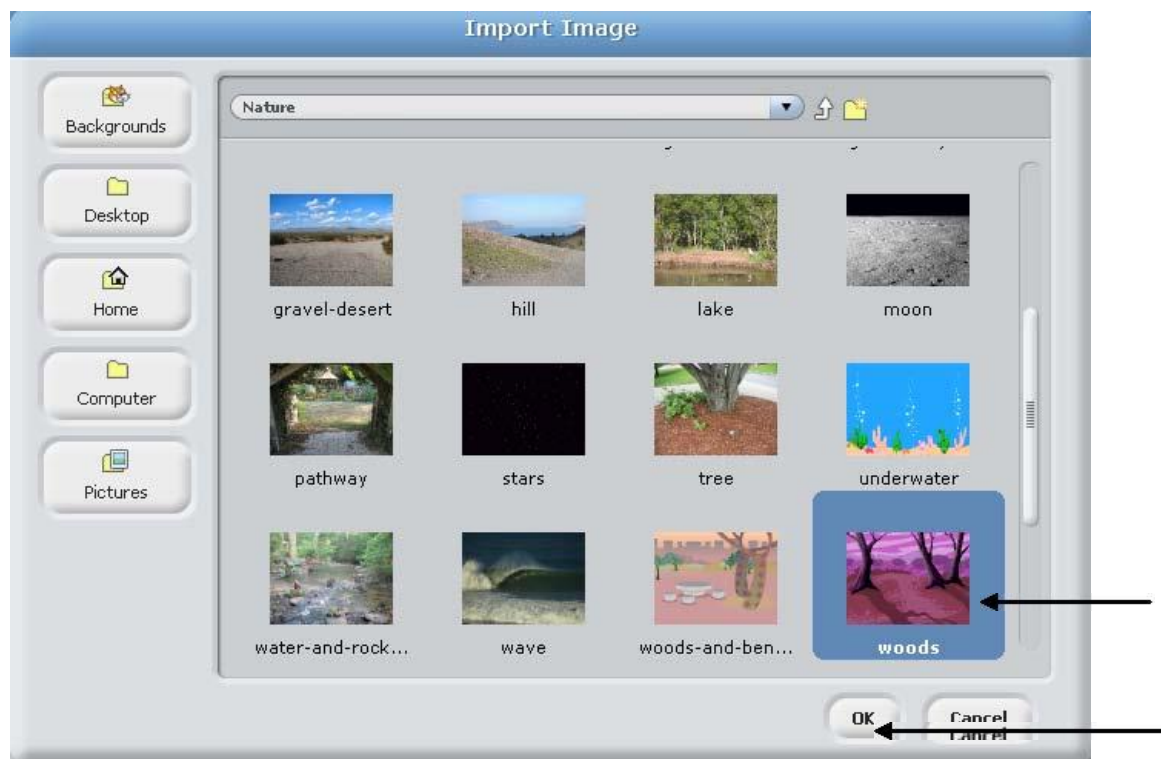 Import Image
Backgrounds
Desktop
Home
Computer
Pictures
Nature
gravel-desert
hill
lake
moon
pathway
stars
tree
underwater
water-and-rock...
wave
woods-and-ben...
woods
OK
Cancel
Cancel